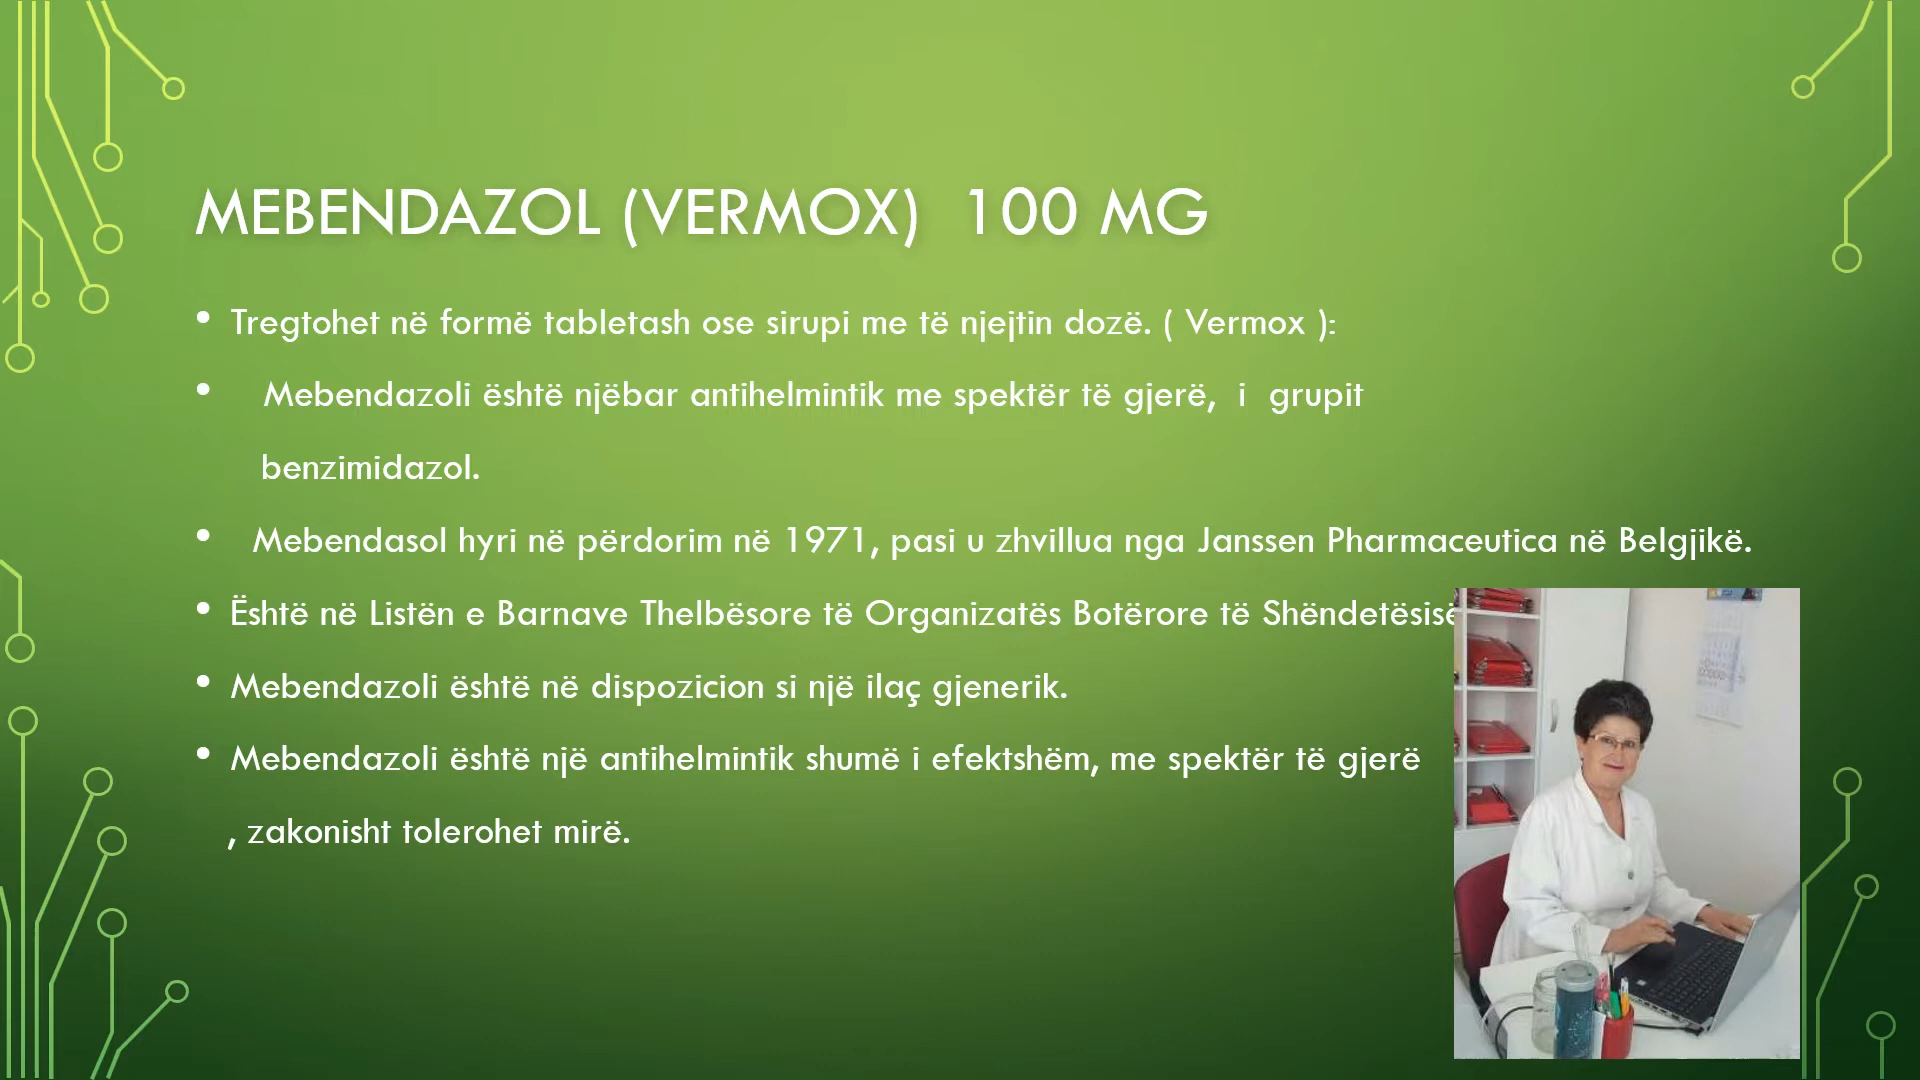 MEBENDAZOL (VERMOX) 100 MG
• Tregtohet në formë tabletash ose sirupi me të njejtin dozë. ( Vermox ):
• Mebendazoli është njëbar antihelmintik me spektër të gjerë, i grupit
benzimidazol.
• Mebendasol hyri në përdorim në 1971, pasi u zhvillua nga Janssen Pharmaceutica në Belgjikë.
• Është në Listën e Barnave Thelbësore të Organizatës Botërore të Shëndetësisë
• Mebendazoli është në dispozicion si një ilaç gjenerik.
• Mebendazoli është një antihelmintik shumë i efektshëm, me spektër të gjerë
, zakonisht tolerohet mirë.